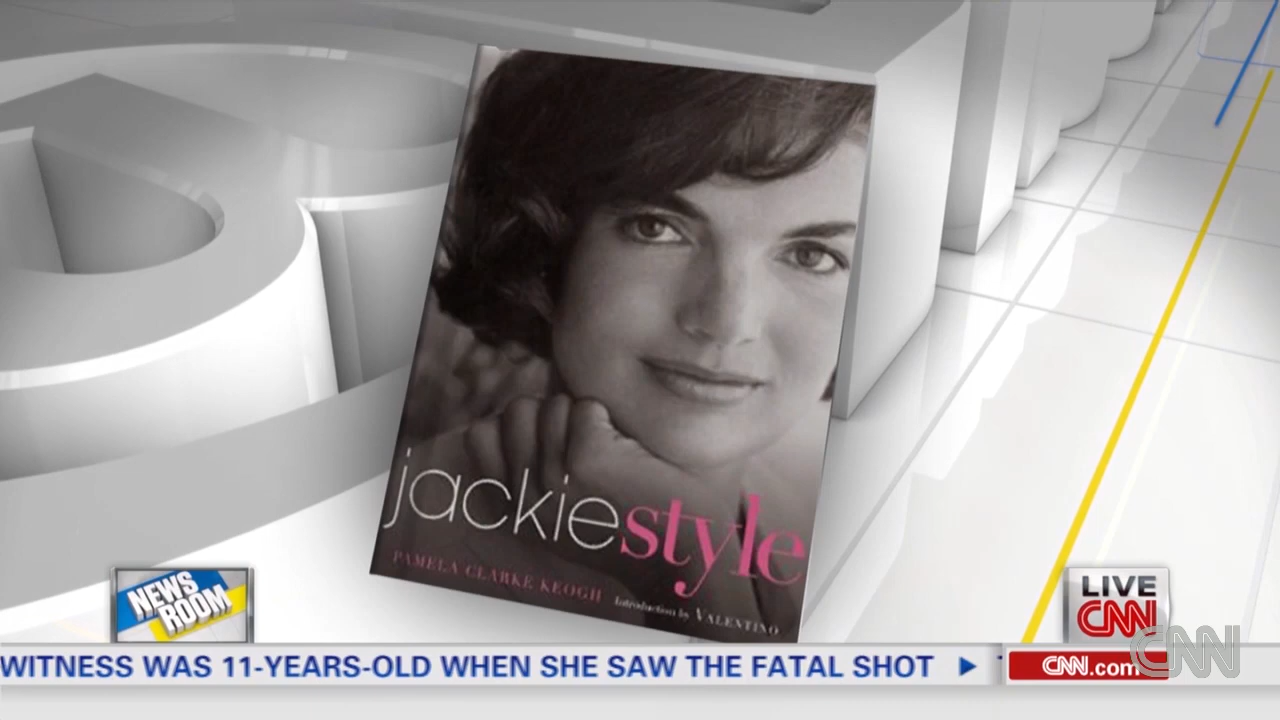 jackiestyle
PAMELA CLARKE KEOGH
Introduction by VALENTINO
NEWS
ROOM
LIVE
CNN
CNN
WITNESS WAS 11-YEARS-OLD WHEN SHE SAW THE FATAL SHOT
CNN.com